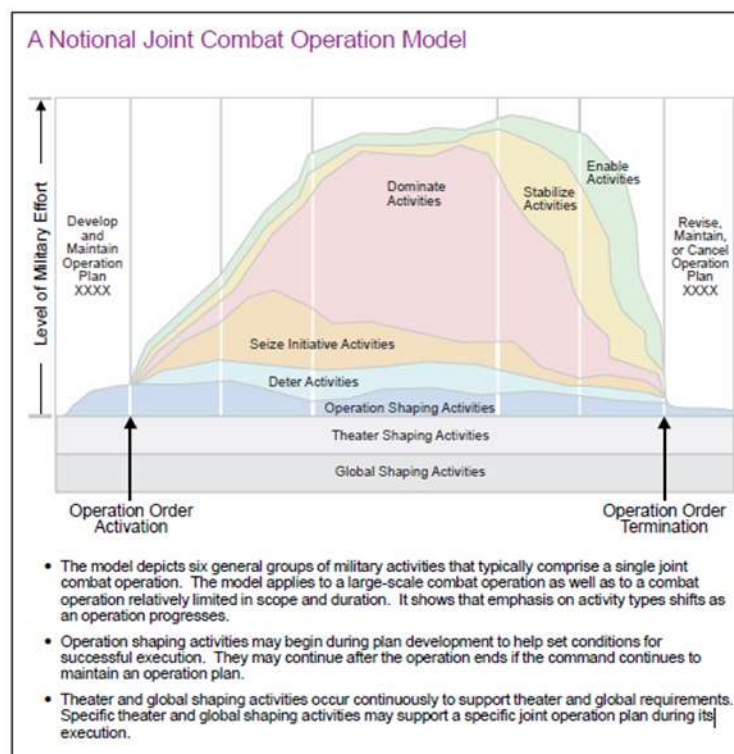 A Notional Joint Combat Operation Model
Level of Military Effort
Develop
and
Maintain
Operation
Plan
XXXX
Dominate
Activities
Stabilize
Activities
Enable
Activities
Revise,
Maintain,
or Cancel
Operation
Plan
XXXX
Seize Initiative Activities
Deter Activities
Operation Shaping Activities
Theater Shaping Activities
Global Shaping Activities
Operation Order
Activation
Operation Order
Termination
• The model depicts six general groups of military activities that typically comprise a single joint
combat operation. The model applies to a large-scale combat operation as well as to a combat
operation relatively limited in scope and duration. It shows that emphasis on activity types shifts as
an operation progresses.
• Operation shaping activities may begin during plan development to help set conditions for
successful execution. They may continue after the operation ends if the command continues to
maintain an operation plan.
• Theater and global shaping activities occur continuously to support theater and global requirements.
Specific theater and global shaping activities may support a specific joint operation plan during its
execution.